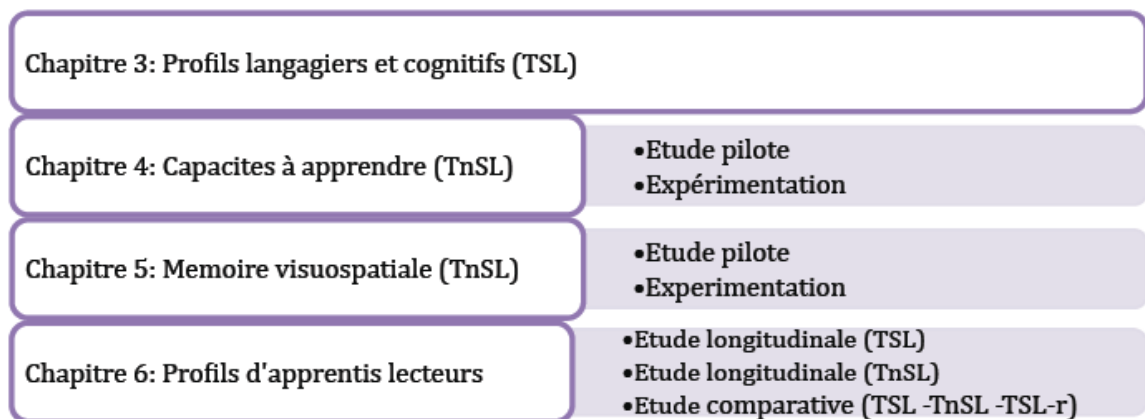 Chapitre 3: Profils langagiers et cognitifs (TSL)
Chapitre 4: Capacites à apprendre (TnSL)
•Etude pilote
•Expérimentation
Chapitre 5: Memoire visuospatiale (TnSL)
•Etude pilote
•Experimentation
Chapitre 6: Profils d'apprentis lecteurs
•Etude longitudinale (TSL)
•Etude longitudinale (TnSL)
•Etude comparative (TSL -TnSL -TSL-r)